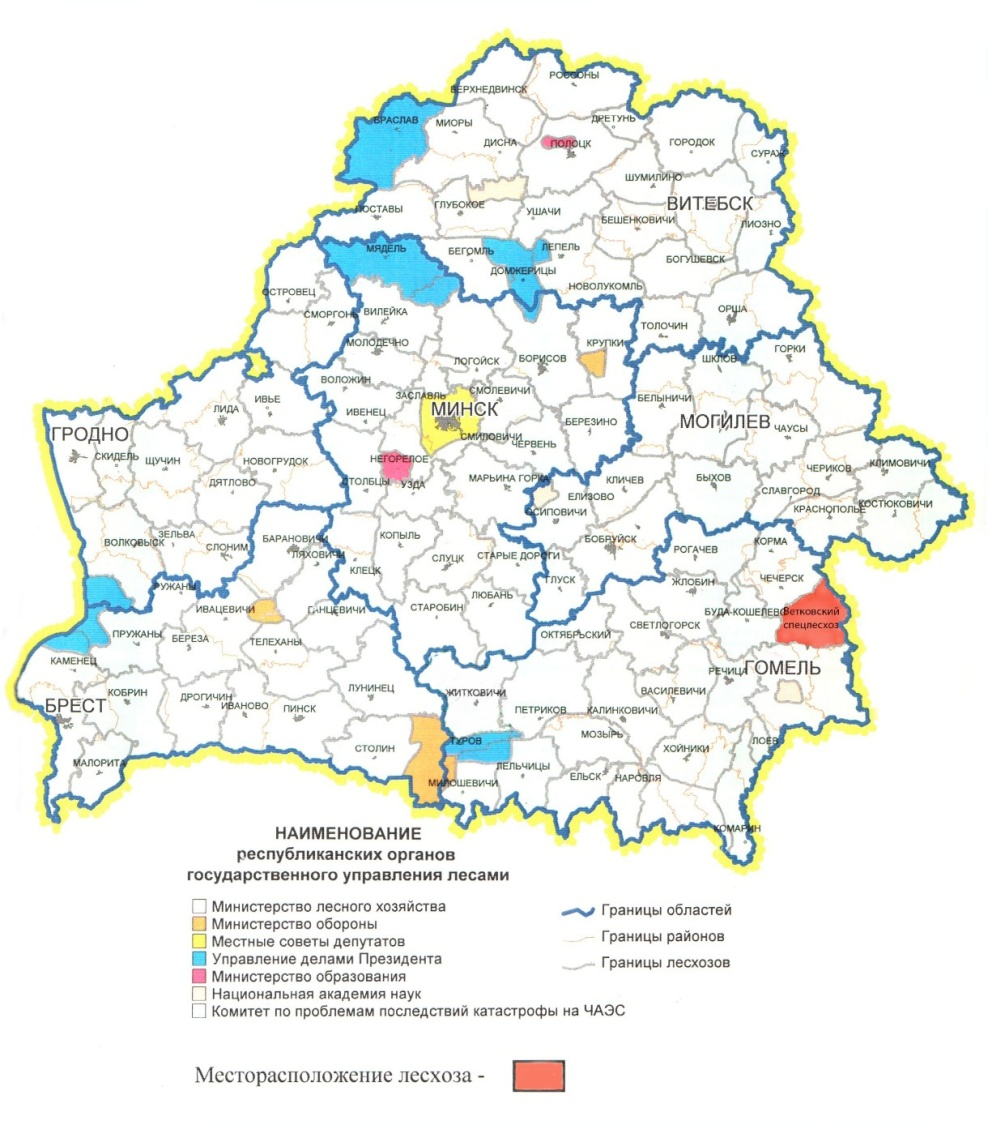 РОССОНЫ
ВЕРХНЕДВИНСК
БРАСЛАВ
МИОРЫ
ДРЕТУНЬ
ДИСНА
ПОЛОЦК
ГОРОДОК
СУРАЖ
ШУМИЛИНО
ПОСТАВЫ
ГЛУБОКОЕ
УШАЧИ
ВИТЕБСК
БЕШЕНКОВИЧИ
ЛИОЗНО
МЯДЕЛЬ
БЕГОМЛЬ
ЛЕПЕЛЬ
ДОМЖЕРИЦЫ
БОГУШЕВСК
НОВОЛУКОМЛЬ
ОСТРОВЕЦ
СМОРГОНЬ
ВИЛЕЙКА
ОРША
ТОЛОЧИН
МОЛОДЕЧНО
КРУПКИ
ЛОГОЙСК
БОРИСОВ
ШКЛОВ
ГОРКИ
ВОЛОЖИН
ЗАСЛАВЛЬ
СМОЛЕВИЧИ
ИВЬЕ
ЛИДА
ИВЕНЕЦ
МИНСК
БЕЛЫНИЧИ
ГРОДНО
БЕРЕЗИНО
МОГИЛЕВ
ЧАУСЫ
СМИЛОВИЧИ
ЧЕРВЕНЬ
СКИДЕЛЬ
ЩУЧИН
НОВОГРУДОК
НЕГОРЕЛОЕ
ДЯТЛОВО
СТОЛБЦЫ
УЗДА
МАРЬИНА ГОРКА
КЛИЧЕВ
БЫХОВ
ЧЕРИКОВ
КЛИМОВИЧИ
ЕЛИЗОВО
СЛАВГОРОД
ОСИПОВИЧИ
КРАСНОПОЛЬЕ
КОСТЮКОВИЧИ
ВОЛКОВЫСК
ЗЕЛЬВА
СЛОНИМ
БАРАНОВИЧИ
ЛЯХОВИЧИ
КОПЫЛЬ
БОБРУЙСК
КОРМА
РОГАЧЕВ
СЛУЦК
СТАРЫЕ ДОРОГИ
КЛЕЦК
ГЛУСК
ЖЛОБИН
ЧЕЧЕРСК
РУЖАНЫ
ЛЮБАНЬ
ИВАЦЕВИЧИ
ГАНЦЕВИЧИ
СТАРОБИН
БУДА-КОШЕЛЕВО
Ветковский
спецлесхоз
СВЕТЛОГОРСК
ПРУЖАНЫ
БЕРЕЗА
ТЕЛЕХАНЫ
ОКТЯБРЬСКИЙ
КАМЕНЕЦ
РЕЧИЦА
ГОМЕЛЬ
КОБРИН
ЛУНИНЕЦ
ЖИТКОВИЧИ
ВАСИЛЕВИЧИ
БРЕСТ
ДРОГИЧИН
ИВАНОВО
ПИНСК
ПЕТРИКОВ
КАЛИНКОВИЧИ
МОЗЫРЬ
ТУРОВ
ЛОЕВ
СТОЛИН
ХОЙНИКИ
МАЛОРИТА
ЛЕЛЬЧИЦЫ
ЕЛЬСК
НАРОВЛЯ
МИЛОШЕВИЧИ
КОМАРИН
НАИМЕНОВАНИЕ
республиканских органов
государственного управления лесами
Министерство лесного хозяйства
Министерство обороны
Местные советы депутатов
Управление делами Президента
Министерство образования
Национальная академия наук
Комитет по проблемам последствий катастрофы на ЧАЭС
Границы областей
Границы районов
Границы лесхозов
Месторасположение лесхоза -